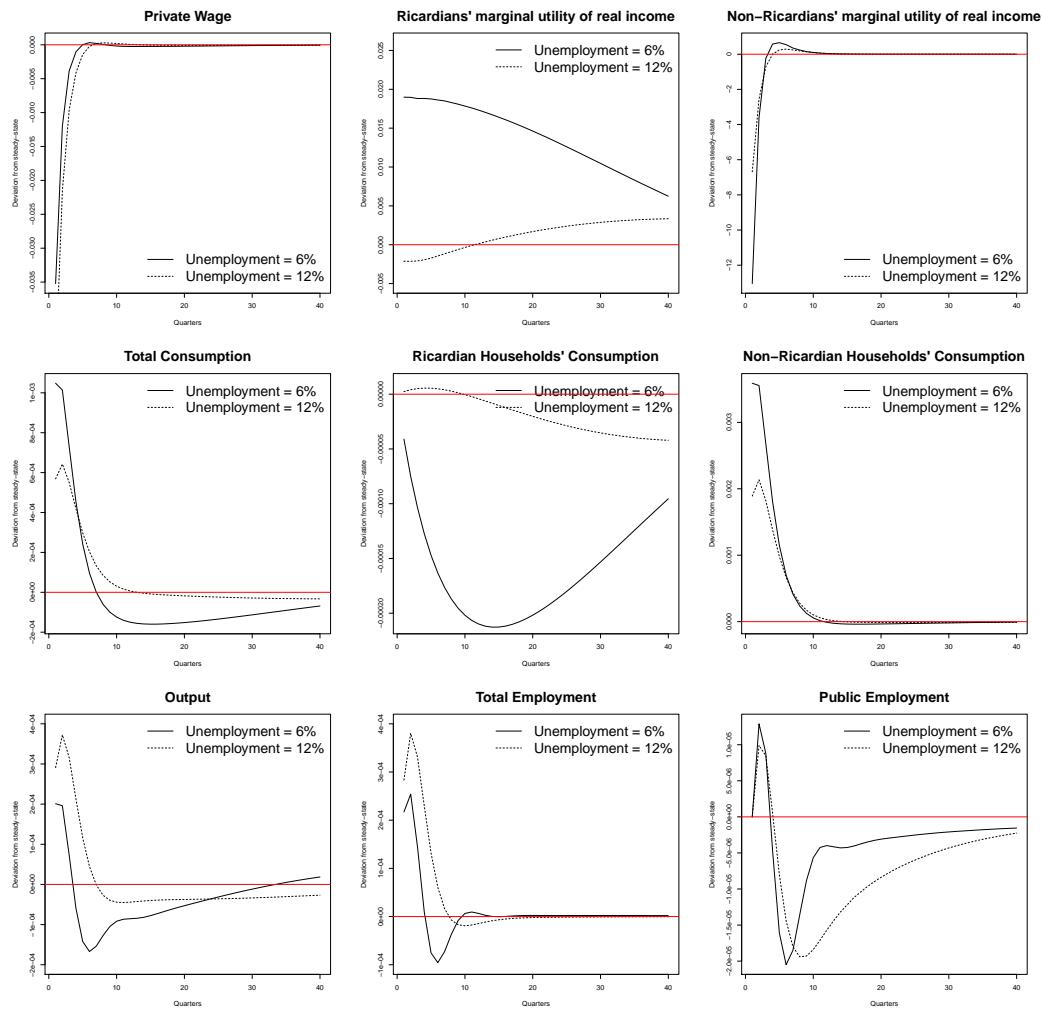 Private Wage
Deviation from steady−state
0.000
−0.005
−0.010
−0.015
−0.020
−0.025
−0.030
−0.035
Unemployment = 6%
Unemployment = 12%
0 10 20 30 40
Quarters
Ricardians' marginal utility of real income
Deviation from steady−state
0.025
0.020
0.015
0.010
0.005
0.000
−0.005
Unemployment = 6%
Unemployment = 12%
0 10 20 30 40
Quarters
Non−Ricardians' marginal utility of real income
Deviation from steady−state
0
−2
−4
−6
−8
−10
−12
Unemployment = 6%
Unemployment = 12%
0 10 20 30 40
Quarters
Total Consumption
Deviation from steady−state
1e−03
8e−04
6e−04
4e−04
2e−04
0e+00
−2e−04
Unemployment = 6%
Unemployment = 12%
0 10 20 30 40
Quarters
Ricardian Households' Consumption
Deviation from steady−state
0.00000
−0.00005
−0.00010
−0.00015
−0.00020
Unemployment = 6%
Unemployment = 12%
0 10 20 30 40
Quarters
Non−Ricardian Households' Consumption
Deviation from steady−state
0.003
0.002
0.001
0.000
Unemployment = 6%
Unemployment = 12%
0 10 20 30 40
Quarters
Output
Deviation from steady−state
4e−04
3e−04
2e−04
1e−04
0e+00
−1e−04
−2e−04
Unemployment = 6%
Unemployment = 12%
0 10 20 30 40
Quarters
Total Employment
Deviation from steady−state
4e−04
3e−04
2e−04
1e−04
0e+00
−1e−04
Unemployment = 6%
Unemployment = 12%
0 10 20 30 40
Quarters
Public Employment
Deviation from steady−state
1.0e−05
5.0e−06
0.0e+00
−5.0e−06
−1.0e−05
−1.5e−05
−2.0e−05
Unemployment = 6%
Unemployment = 12%
0 10 20 30 40
Quarters